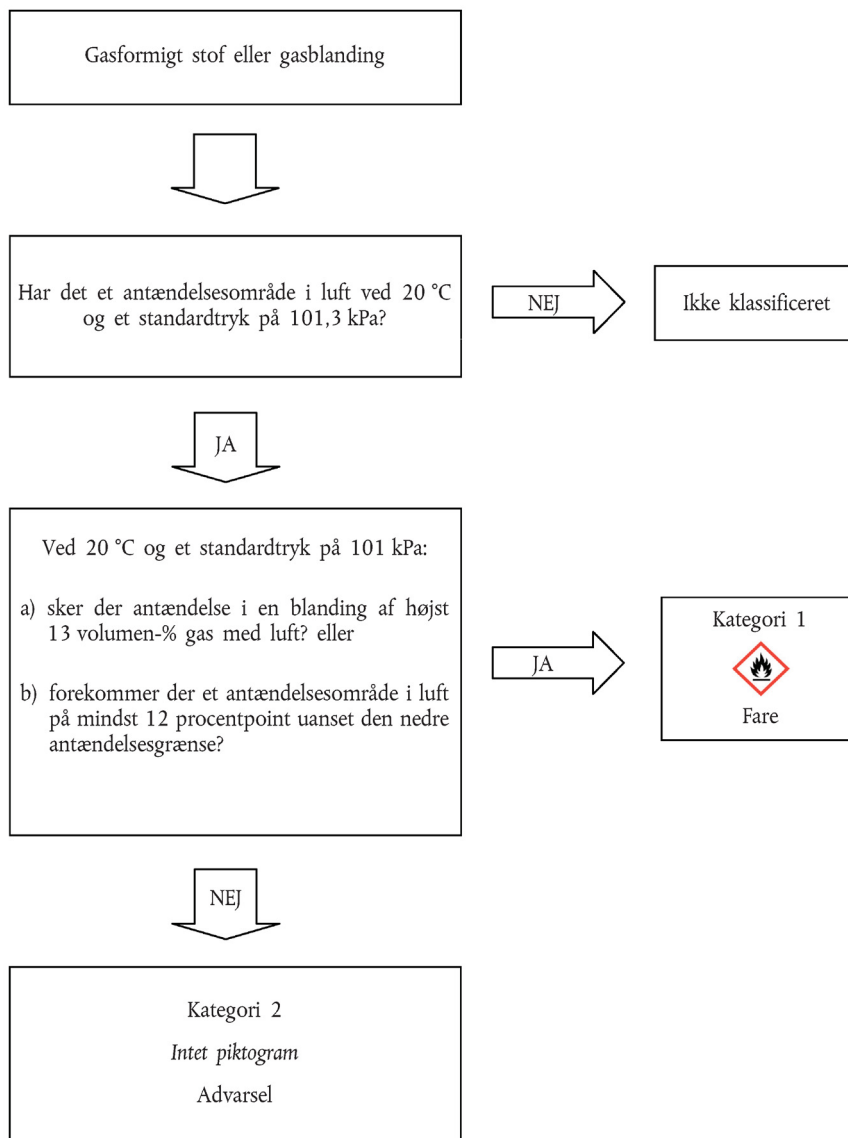 Gasformigt stof eller gasblanding
Har det et antændelsesområde i luft ved 20 °C
og et standardtryk på 101,3 kPa?
NEJ
Ikke klassificeret
JA
Ved 20 °C og et standardtryk på 101 kPa:
a) sker der antændelse i en blanding af højst
13 volumen-% gas med luft? eller
b) forekommer der et antændelsesområde i luft
på mindst 12 procentpoint uanset den nedre
antændelsesgrænse?
JA
Kategori 1
Fare
NEJ
Kategori 2
Intet piktogram
Advarsel